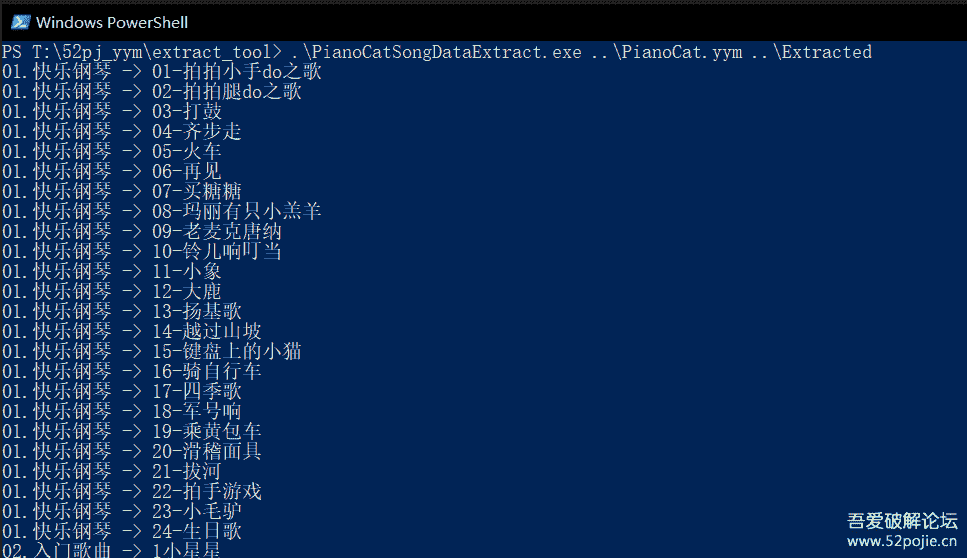 Windows PowerShell
PS T:\52pj_yym\extract_tool> .\PianoCatSongDataExtract.exe ..\PianoCat.yym ..\Extracted
01.快乐钢琴 -> 01-拍拍小手do之歌
01.快乐钢琴 -> 02-拍拍腿do之歌
01.快乐钢琴 -> 03-打鼓
01.快乐钢琴 -> 04-齐步走
01.快乐钢琴 -> 05-火车
01.快乐钢琴 -> 06-再见
01.快乐钢琴 -> 07-买糖糖
01.快乐钢琴 -> 08-玛丽有只小羔羊
01.快乐钢琴 -> 09-老麦克唐纳
01.快乐钢琴 -> 10-铃儿响叮当
01.快乐钢琴 -> 11-小象
01.快乐钢琴 -> 12-大鹿
01.快乐钢琴 -> 13-扬基歌
01.快乐钢琴 -> 14-越过山坡
01.快乐钢琴 -> 15-键盘上的小猫
01.快乐钢琴 -> 16-骑自行车
01.快乐钢琴 -> 17-四季歌
01.快乐钢琴 -> 18-军号响
01.快乐钢琴 -> 19-乘黄包车
01.快乐钢琴 -> 20-滑稽面具
01.快乐钢琴 -> 21-拔河
01.快乐钢琴 -> 22-拍手游戏
01.快乐钢琴 -> 23-小毛驴
01.快乐钢琴 -> 24-生日歌
02.入门歌曲 -> 1小星星
吾爱破解论坛
www.52pojie.cn